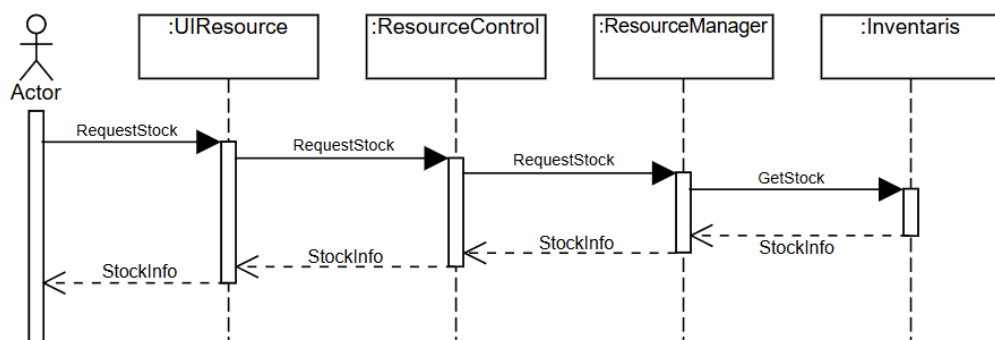 :UIResource
:ResourceControl
:ResourceManager
:Inventaris
Actor
RequestStock
RequestStock
RequestStock
GetStock
StockInfo
StockInfo
StockInfo
StockInfo